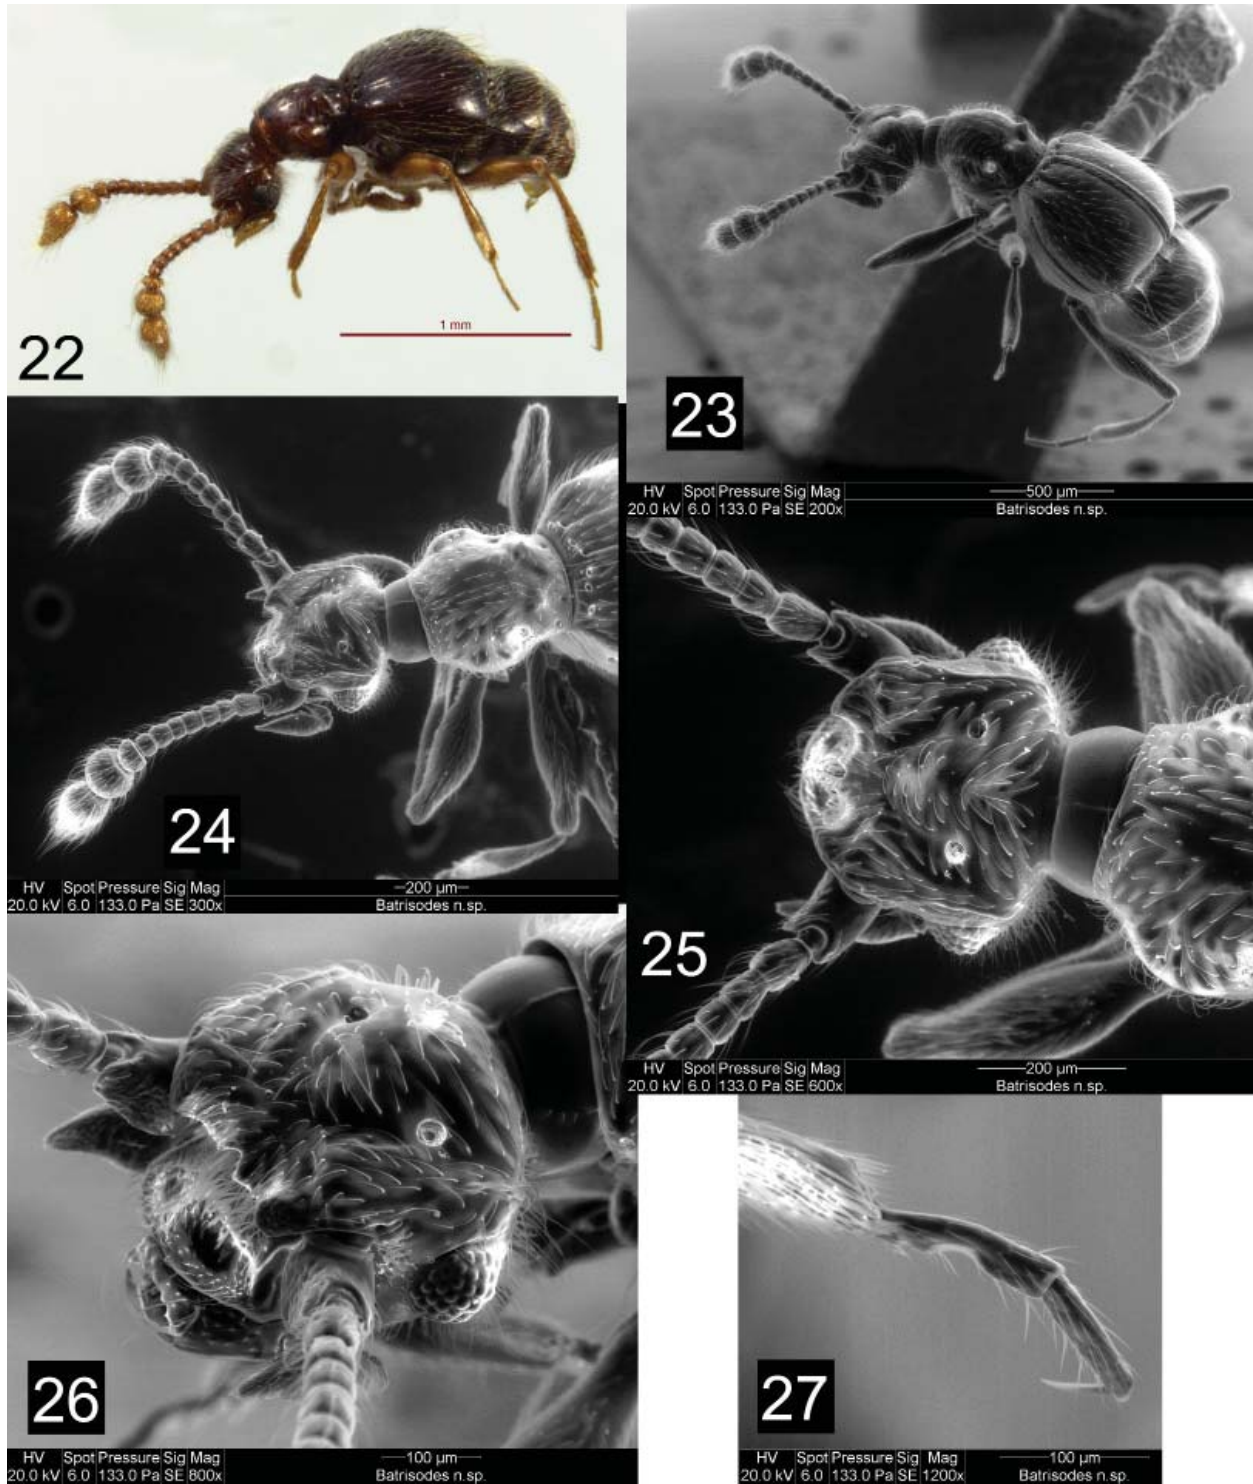 1 mm
22
23
HV Spot Pressure Sig Mag
500 µm
20.0 kV 6.0 133.0 Pa SE 200x
Batrisodes n.sp.
24
HV Spot Pressure Sig Mag
200 µm
20.0 kV 6.0 133.0 Pa SE 300x
Batrisodes n.sp.
25
HV Spot Pressure Sig Mag
200 µm
20.0 kV 6.0 133.0 Pa SE 600x
Batrisodes n.sp.
26
HV Spot Pressure Sig Mag
100 µm
20.0 kV 6.0 133.0 Pa SE 800x
Batrisodes n.sp.
27
HV Spot Pressure Sig Mag
100 µm
20.0 kV 6.0 133.0 Pa SE 1200x
Batrisodes n.sp.